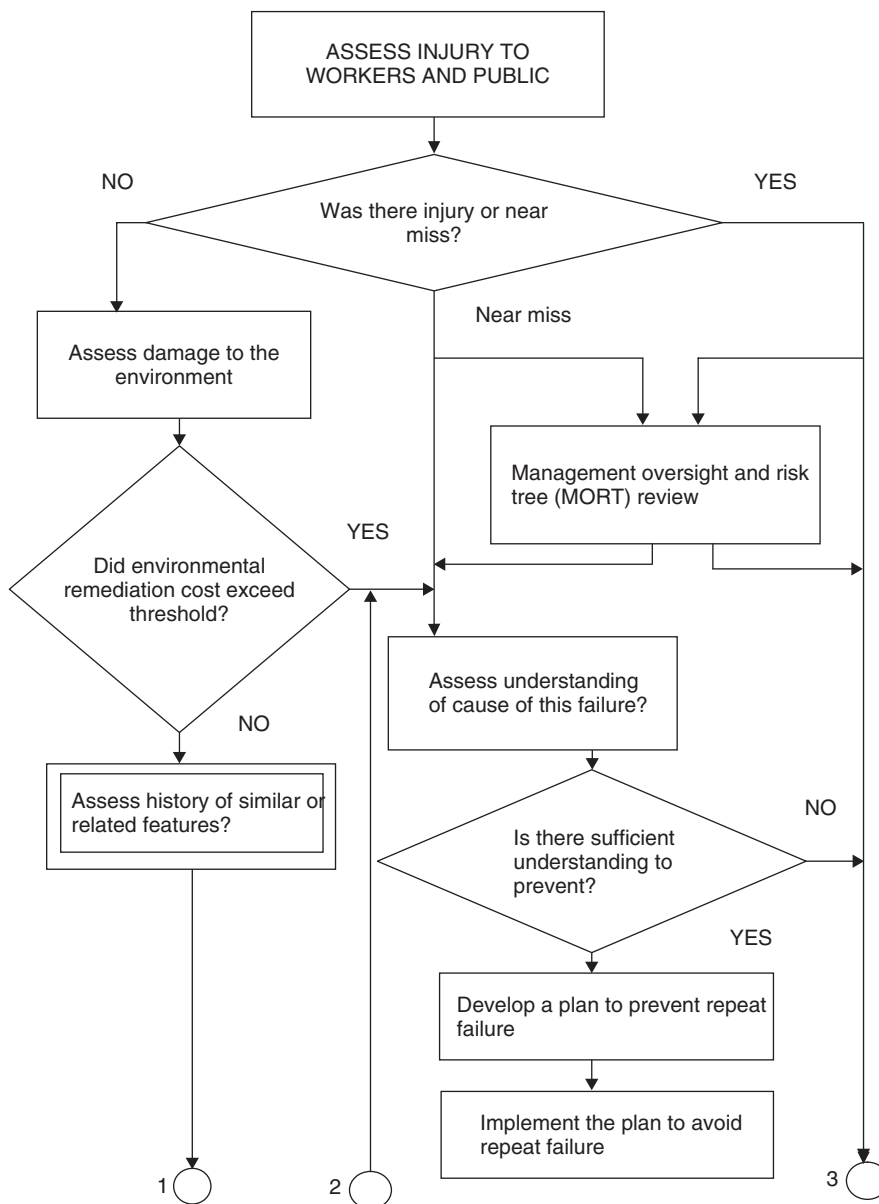 ASSESS INJURY TO
WORKERS AND PUBLIC
NO
YES
Was there injury or near
miss?
Near miss
Assess damage to the
environment
Management oversight and risk
tree (MORT) review
YES
Did environmental
remediation cost exceed
threshold?
Assess understanding
of cause of this failure?
NO
Assess history of similar or
related features?
NO
Is there sufficient
understanding to
prevent?
YES
Develop a plan to prevent repeat
failure
Implement the plan to avoid
repeat failure
1
2
3